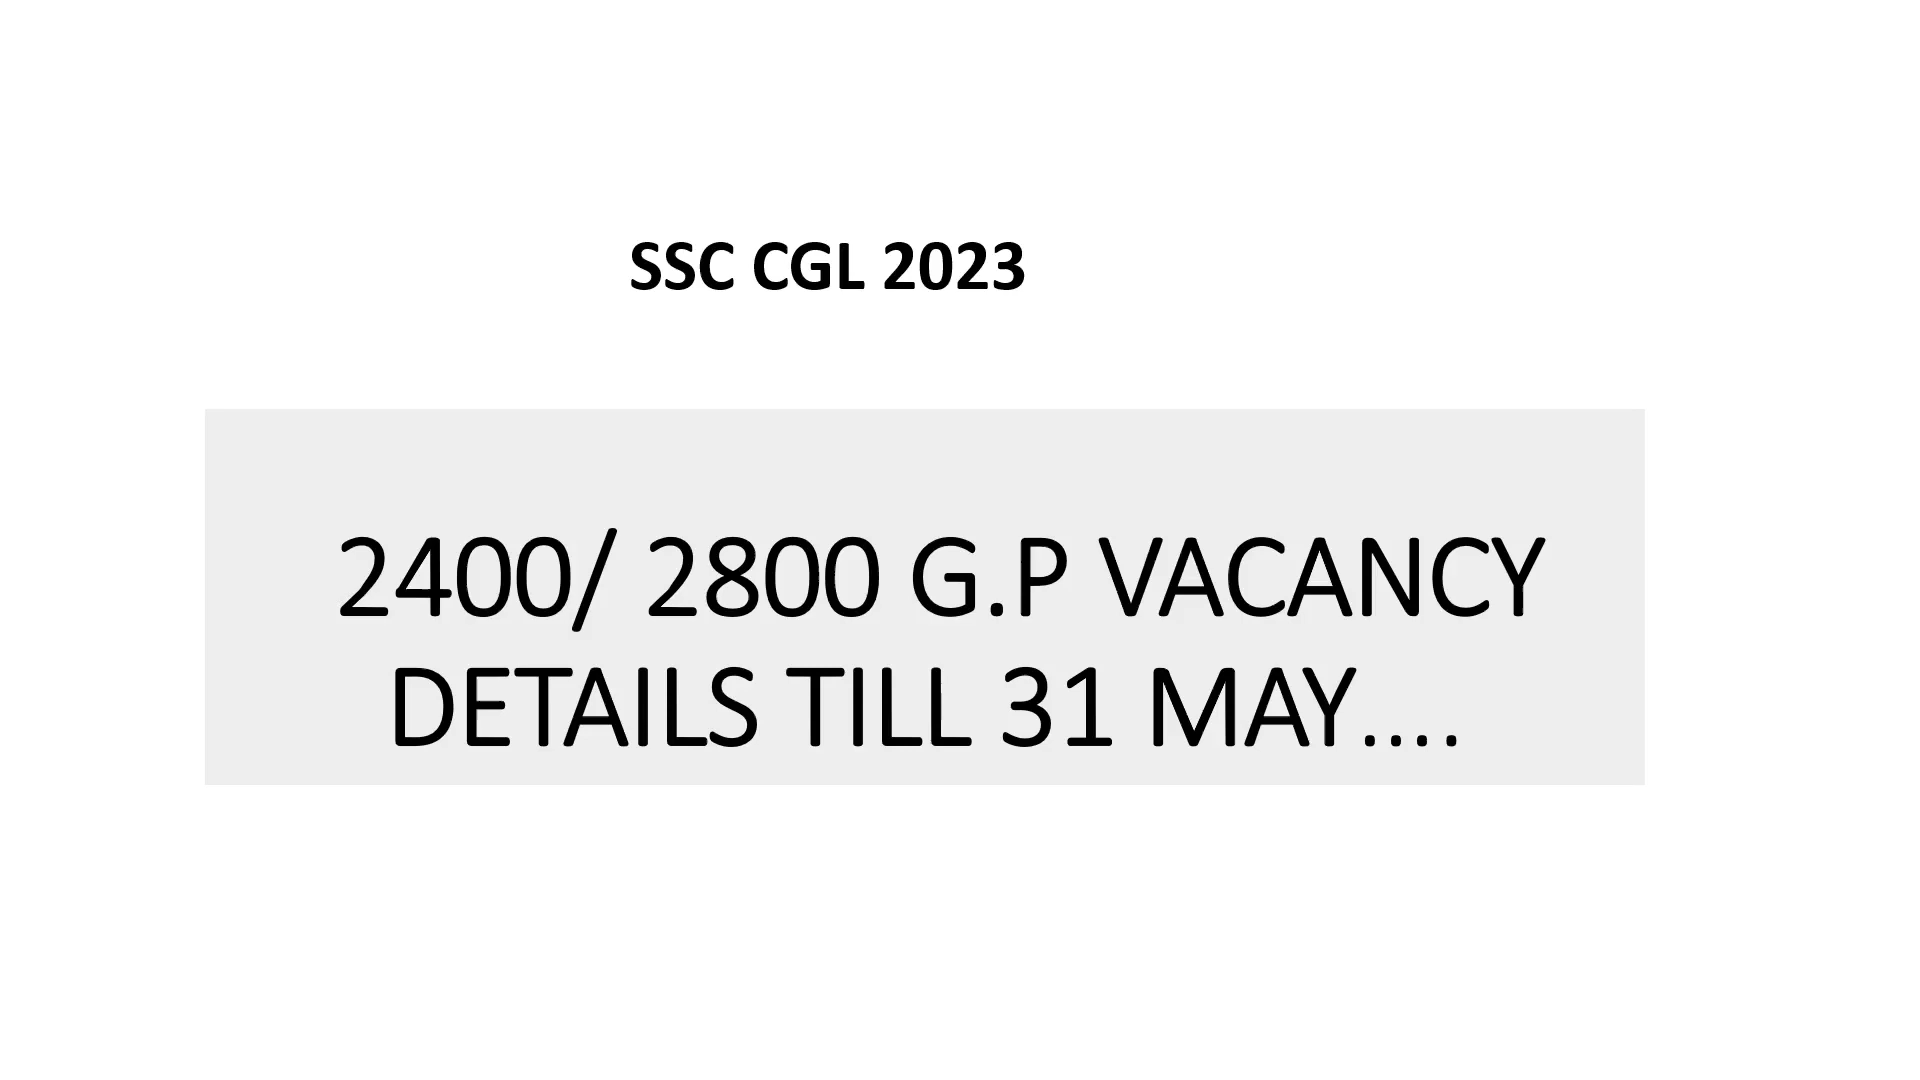 SSC CGL 2023
2400/ 2800 G.P VACANCY
DETAILS TILL 31 MAY....